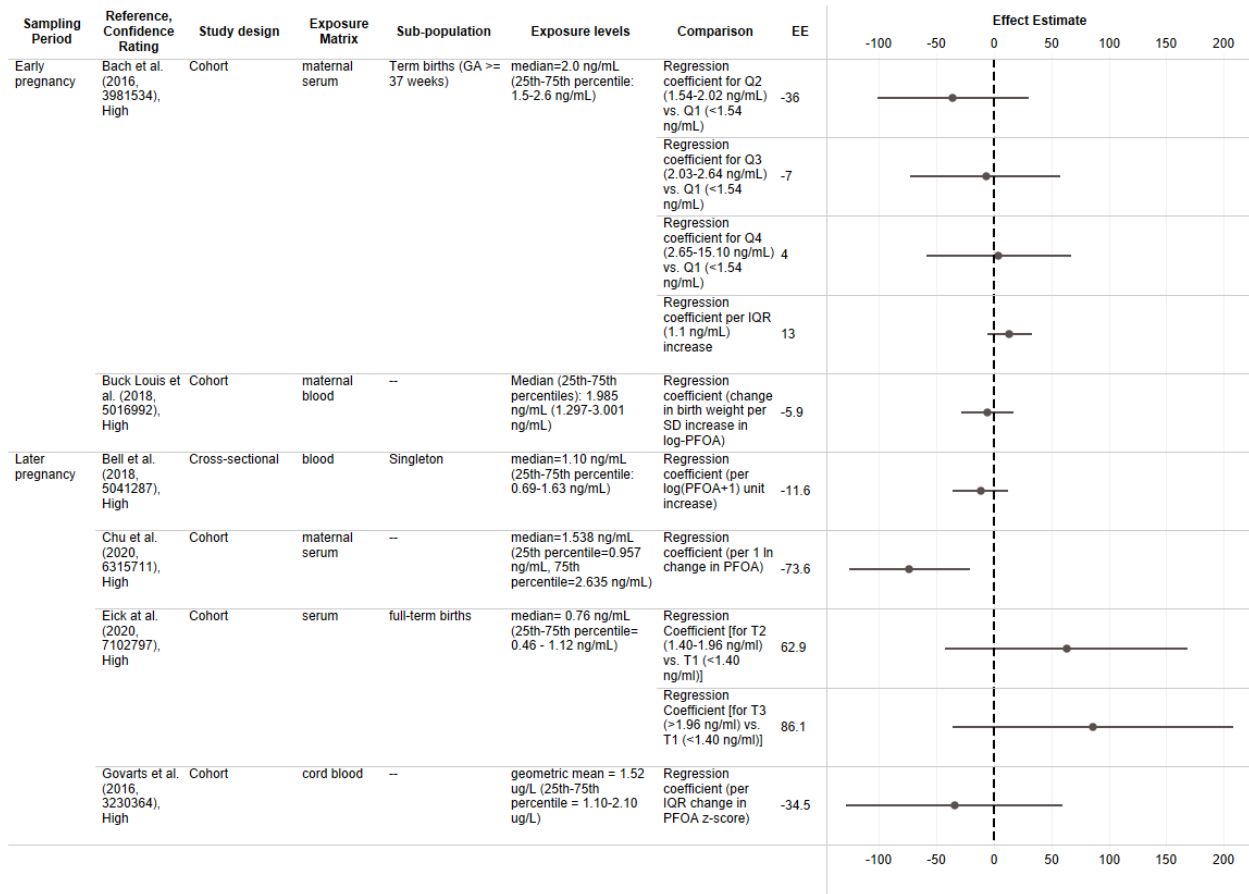 Sampling Period
Reference, Confidence Rating
Study design
Exposure Matrix
Sub-population
Exposure levels
Comparison
EE
Effect Estimate
-100 -50 0 50 100 150 200
Early pregnancy
Bach et al.
(2016,
3981534),
High
Cohort
maternal
serum
Term births (GA >=
37 weeks)
median=2.0 ng/mL
(25th-75th percentile:
1.5-2.6 ng/mL)
Regression
coefficient for Q2
(1.54-2.02 ng/mL)
vs. Q1 (<1.54
ng/mL)
-36
Regression
coefficient for Q3
(2.03-2.64 ng/mL)
vs. Q1 (<1.54
ng/mL)
-7
Regression
coefficient for Q4
(2.65-15.10 ng/mL)
vs. Q1 (<1.54
ng/mL)
4
Regression
coefficient per IQR
(1.1 ng/mL)
increase
13
Buck Louis et
al. (2018,
5016992),
High
Cohort
maternal
blood
--
Median (25th-75th
percentiles): 1.985
ng/mL (1.297-3.001
ng/mL)
Regression
coefficient (change
in birth weight per
SD increase in
log-PFOA)
-5.9
Later
pregnancy
Bell et al.
(2018,
5041287),
High
Cross-sectional
blood
Singleton
median=1.10 ng/mL
(25th-75th percentile:
0.69-1.63 ng/mL)
Regression
coefficient (per
log(PFOA+1) unit
increase)
-11.6
Chu et al.
(2020,
6315711),
High
Cohort
maternal
serum
--
median=1.538 ng/mL
(25th percentile=0.957
ng/mL, 75th
percentile=2.635 ng/mL)
Regression
coefficient (per 1 ln
change in PFOA)
-73.6
Eick at al.
(2020,
7102797),
High
Cohort
serum
full-term births
median= 0.76 ng/mL
(25th-75th percentile=
0.46 - 1.12 ng/mL)
Regression
Coefficient [for T2
(1.40-1.96 ng/ml)
vs. T1 (<1.40
ng/ml)]
62.9
Regression
Coefficient [for T3
(>1.96 ng/ml) vs.
T1 (<1.40 ng/ml)]
86.1
Govarts et al.
(2016,
3230364),
High
Cohort
cord blood
--
geometric mean = 1.52
ug/L (25th-75th
percentile = 1.10-2.10
ug/L)
Regression
coefficient (per
IQR change in
PFOA z-score)
-34.5
-100 -50 0 50 100 150 200